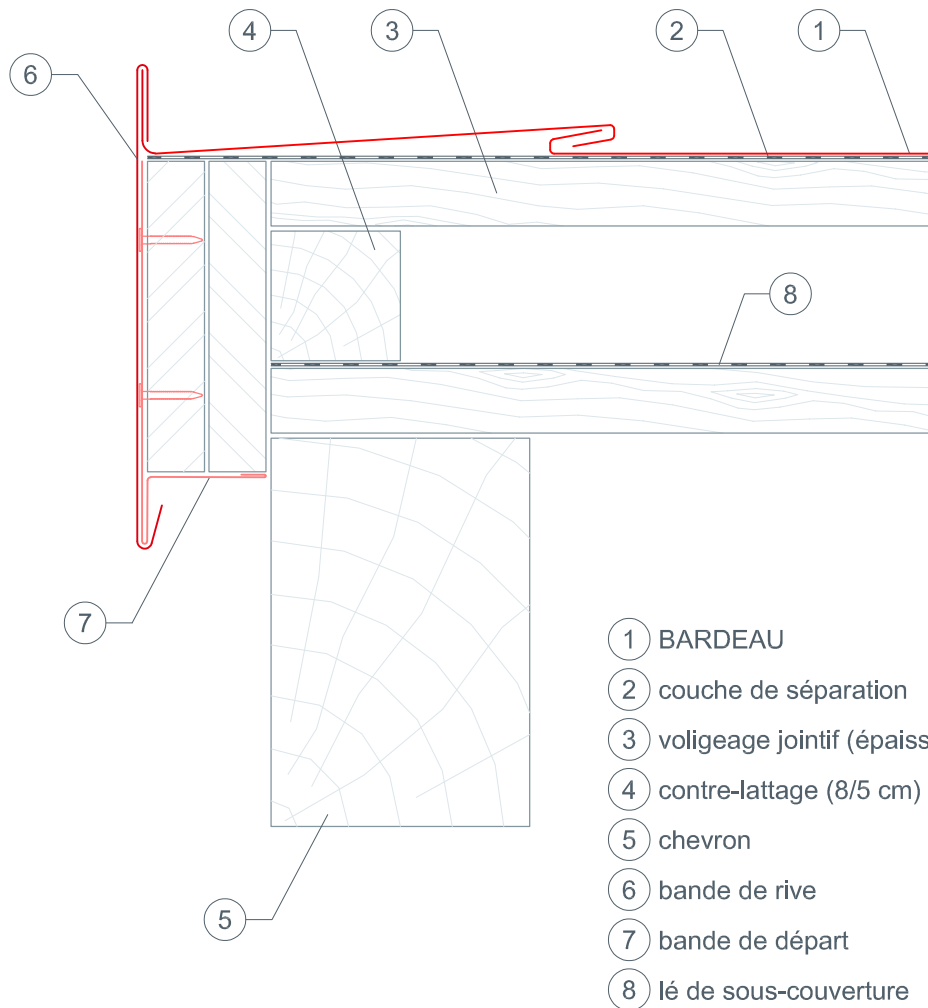 4 3 2 1
6
8
7
5
1 BARDEAU
2 couche de séparation
3 voligeage jointif (épaiss
4 contre-lattage (8/5 cm)
5 chevron
6 bande de rive
7 bande de départ
8 lé de sous-couverture